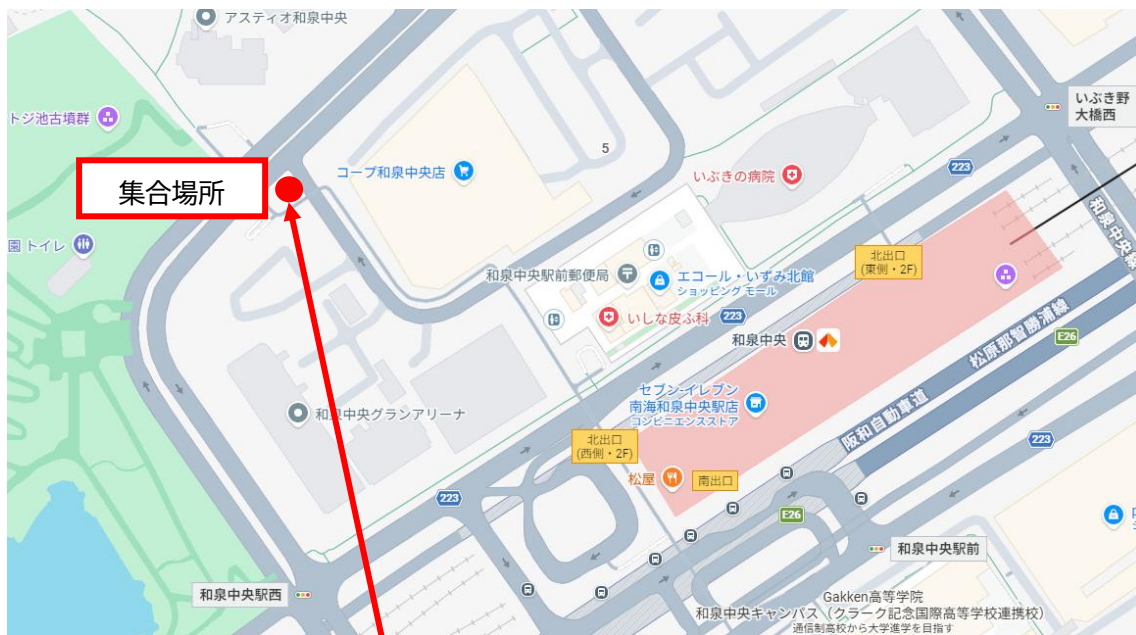 アスティオ和泉中央
いぶき野
大橋西
トジ池古墳群
5
コープ和泉中央店
いぶきの病院
223
集合場所
和泉中央線
園 トイレ
北出口
(東側・2F)
和泉中央駅前郵便局
エコール・いずみ北館
ショッピング モール
いしな皮ふ科
223
和泉中央
松原那智勝浦線
E26
セブン-イレブン
南海和泉中央駅店
コンビニエンスストア
阪和自動車道
和泉中央グランアリーナ
北出口
(西側・2F)
223
松屋
南出口
223
E26
和泉中央駅前
和泉中央駅西
Gakken高等学院
和泉中央キャンパス（クラーク記念国際高等学校連携校）
通信制高校から大学進学を目指す